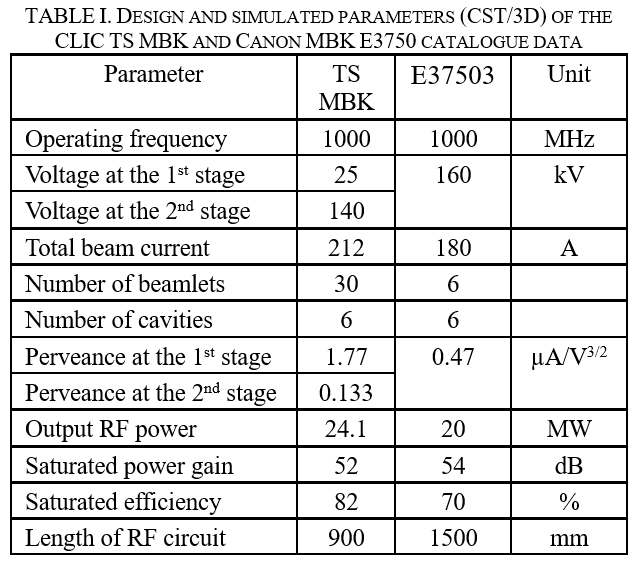 TABLE I. DESIGN AND SIMULATED PARAMETERS (CST/3D) OF THE
CLIC TS MBK AND CANON MBK E3750 CATALOGUE DATA
Parameter TS MBK E37503 Unit
Operating frequency 1000 1000 MHz
Voltage at the 1st stage 25 160 kV
Voltage at the 2nd stage 140
Total beam current 212 180 A
Number of beamlets 30 6
Number of cavities 6 6
Perveance at the 1st stage 1.77 0.47 µA/V3/2
Perveance at the 2nd stage 0.133
Output RF power 24.1 20 MW
Saturated power gain 52 54 dB
Saturated efficiency 82 70 %
Length of RF circuit 900 1500 mm